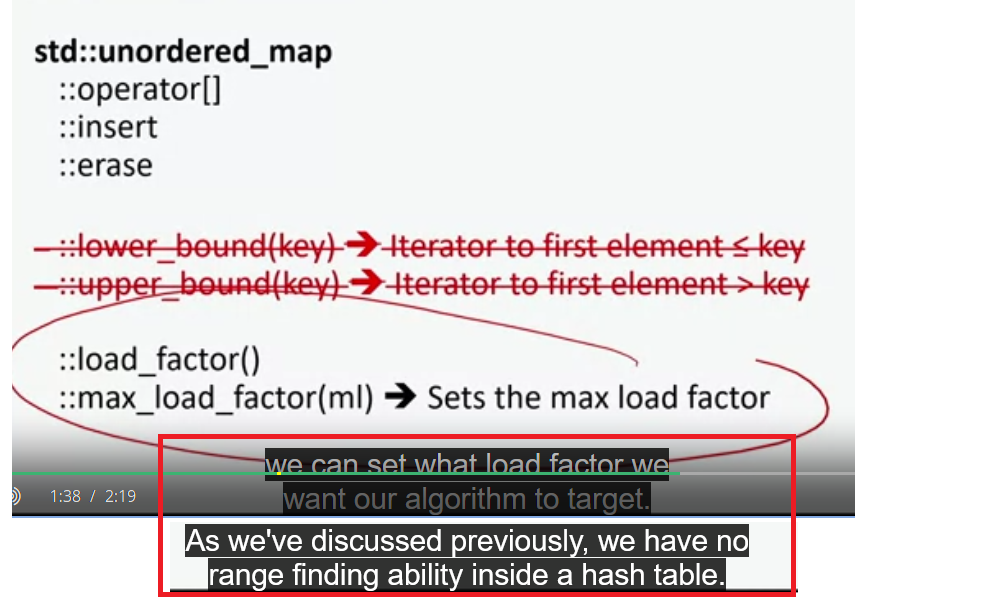 std::unordered_map
::operator[]
::insert
::erase
::lower_bound(key) ➔ Iterator to first element ≤ key
::upper_bound(key) ➔ Iterator to first element > key
::load_factor()
::max_load_factor(ml) ➔ Sets the max load factor
we can set what load factor we
want our algorithm to target.
1:38 / 2:19
As we've discussed previously, we have no
range finding ability inside a hash table.